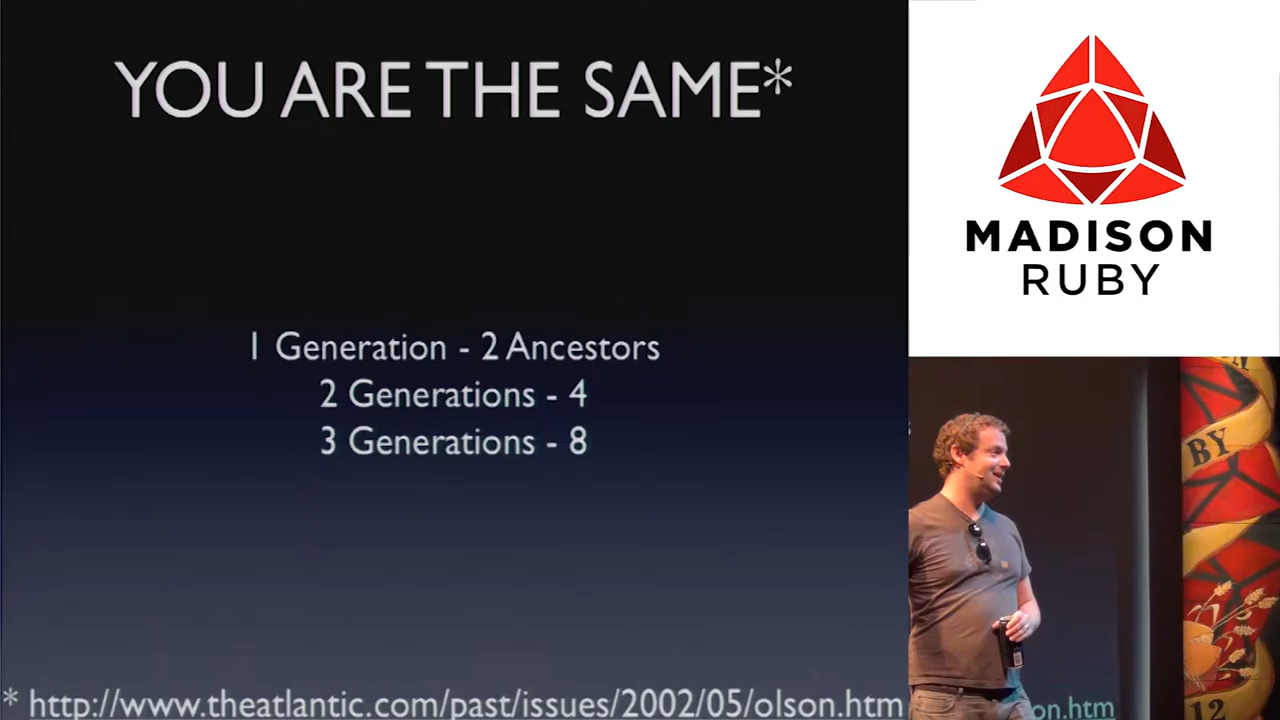 YOU ARE THE SAME*
1 Generation - 2 Ancestors
2 Generations - 4
3 Generations - 8
* http://www.theatlantic.com/past/issues/2002/05/olson.htm
MADISON
RUBY
BY
12
on.htm